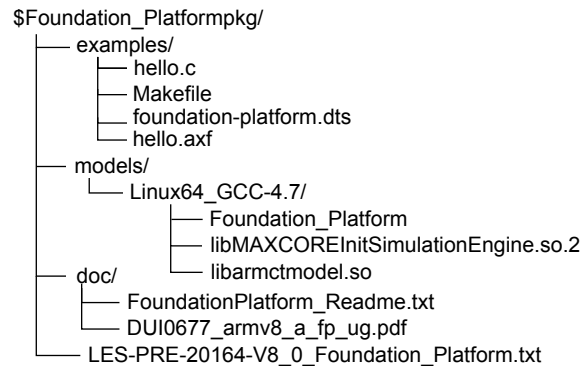 $Foundation_Platformpkg/
examples/
hello.c
Makefile
foundation-platform.dts
hello.axf
models/
Linux64_GCC-4.7/
Foundation_Platform
libMAXCOREInitSimulationEngine.so.2
libarmctmodel.so
doc/
FoundationPlatform_Readme.txt
DUI0677_armv8_a_fp_ug.pdf
LES-PRE-20164-V8_0_Foundation_Platform.txt